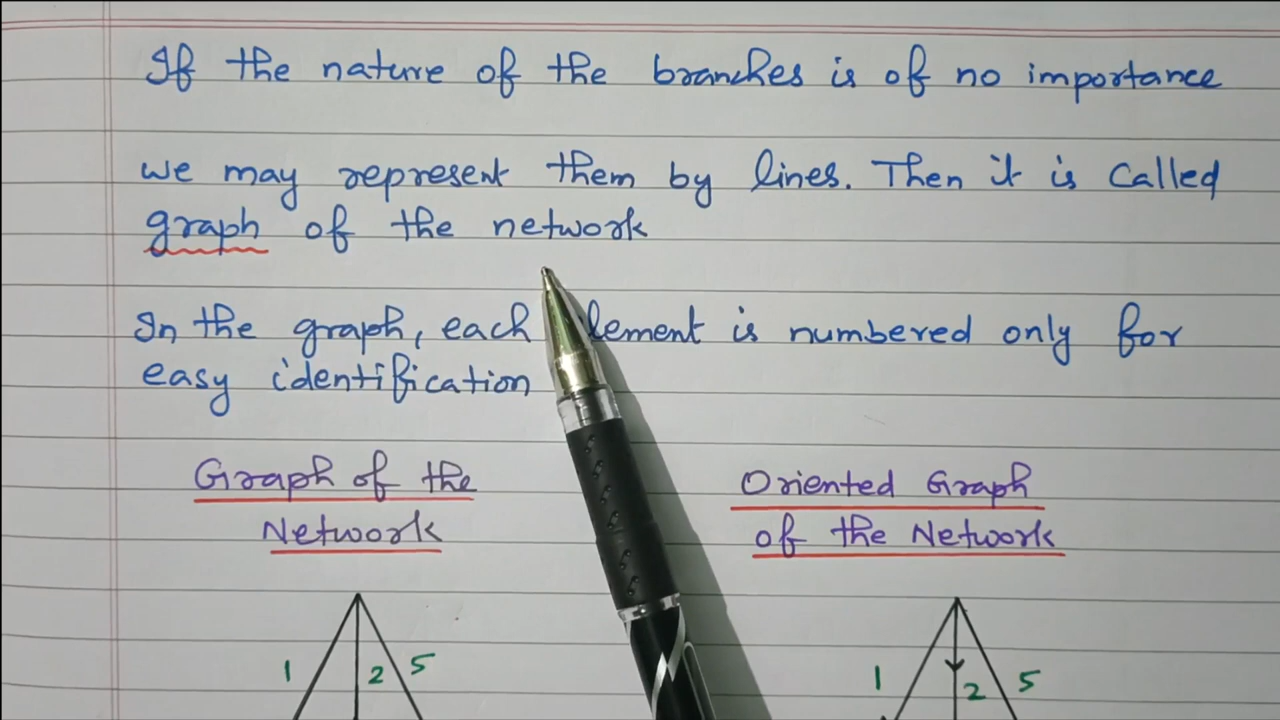 If the nature of the branches is of no importance
we may represent them by lines. Then it is called
graph of the network
In the graph, each lement is numbered only for
easy identification
Graph of the
Network
Oriented Graph
of the Network
1 2 5
1 2 5